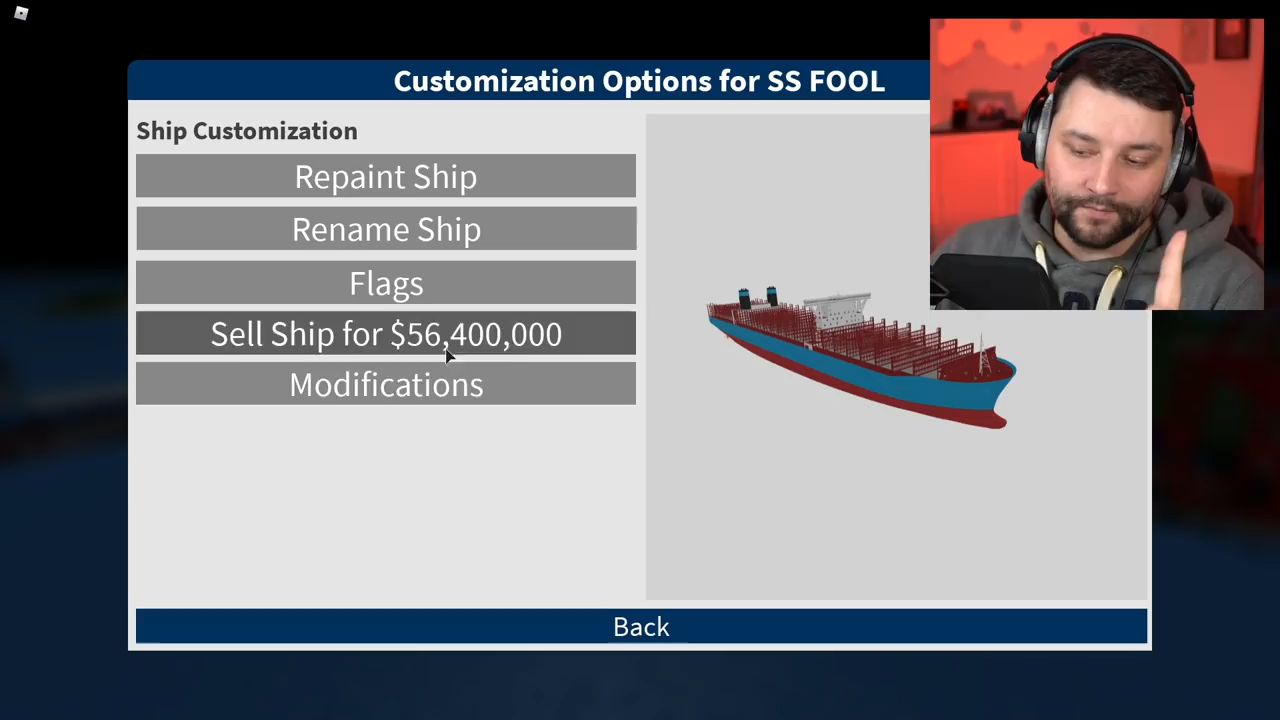 Customization Options for SS FOOL
Ship Customization
Repaint Ship
Rename Ship
Flags
Sell Ship for $56,400,000
Modifications
Back